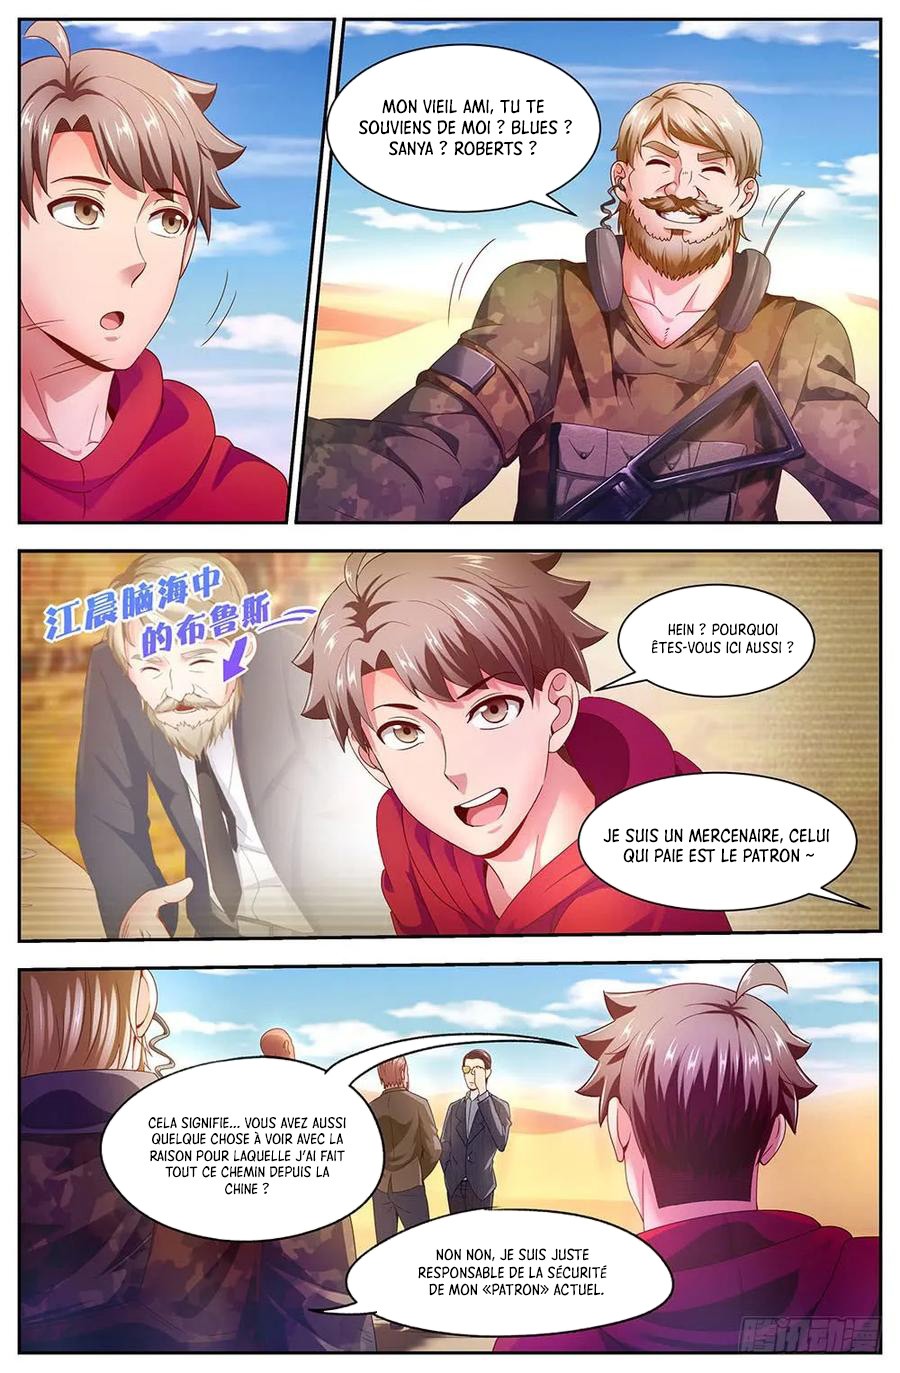 MON VIEIL AMI, TU TE
SOUVIENS DE MOI ? BLUES ?
SANYA ? ROBERTS ?
江晨脑海中
的布鲁斯
HEIN ? POURQUOI
ÊTES-VOUS ICI AUSSI ?
JE SUIS UN MERCENAIRE, CELUI
QUI PAIE EST LE PATRON ~
CELA SIGNIFIE... VOUS AVEZ AUSSI
QUELQUE CHOSE À VOIR AVEC LA
RAISON POUR LAQUELLE J'AI FAIT
TOUT CE CHEMIN DEPUIS LA
CHINE ?
NON NON, JE SUIS JUSTE
RESPONSABLE DE LA SÉCURITÉ
DE MON «PATRON» ACTUEL.
腾讯动漫